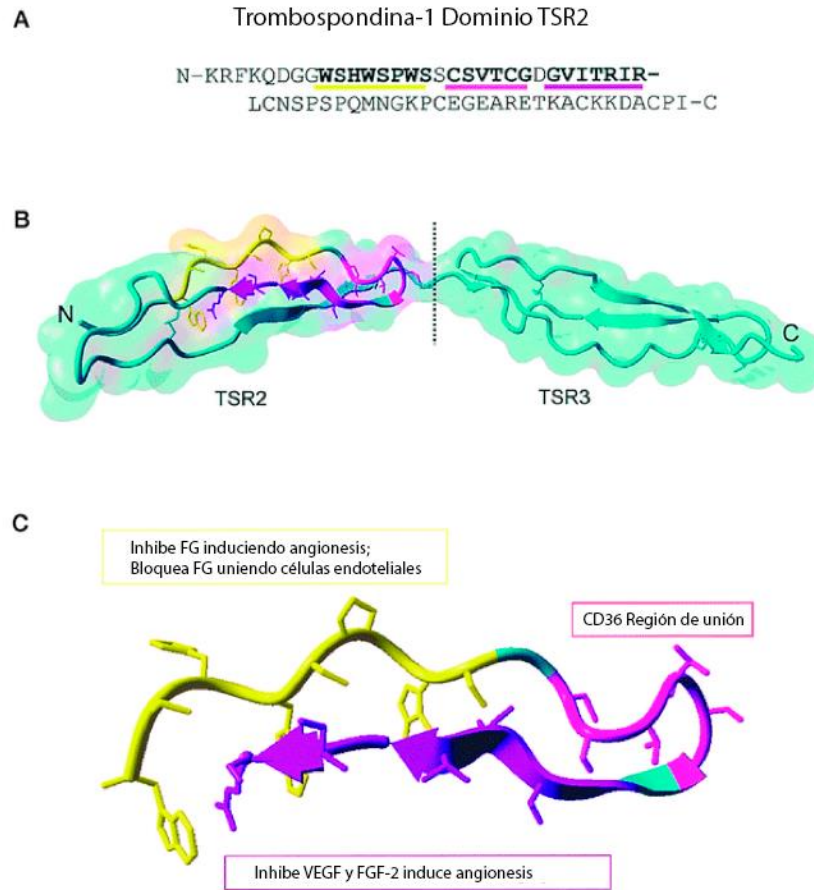 A
Trombospondina-1 Dominio TSR2
N-KRFKQDGGWSHWSPWSSCSVTCGDGVITRIR-
LCNSPSPQMNGKPCEGEARETKACKKDACPI-C
B
N
C
TSR2
TSR3
C
Inhibe FG induciendo angionesis;
Bloquea FG uniendo células endoteliales
CD36 Región de unión
Inhibe VEGF y FGF-2 induce angionesis